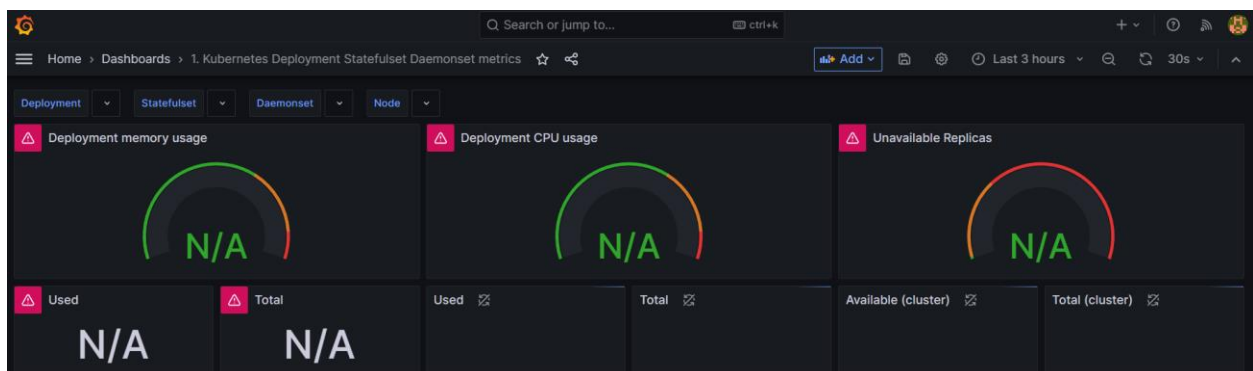 Search or jump to... ctrl+k
Home › Dashboards › 1. Kubernetes Deployment Statefulset Daemonset metrics Add Last 3 hours 30s
Deployment Statefulset Daemonset Node
Deployment memory usage Deployment CPU usage Unavailable Replicas
N/A N/A N/A
Used Total Used Total Available (cluster) Total (cluster)
N/A N/A